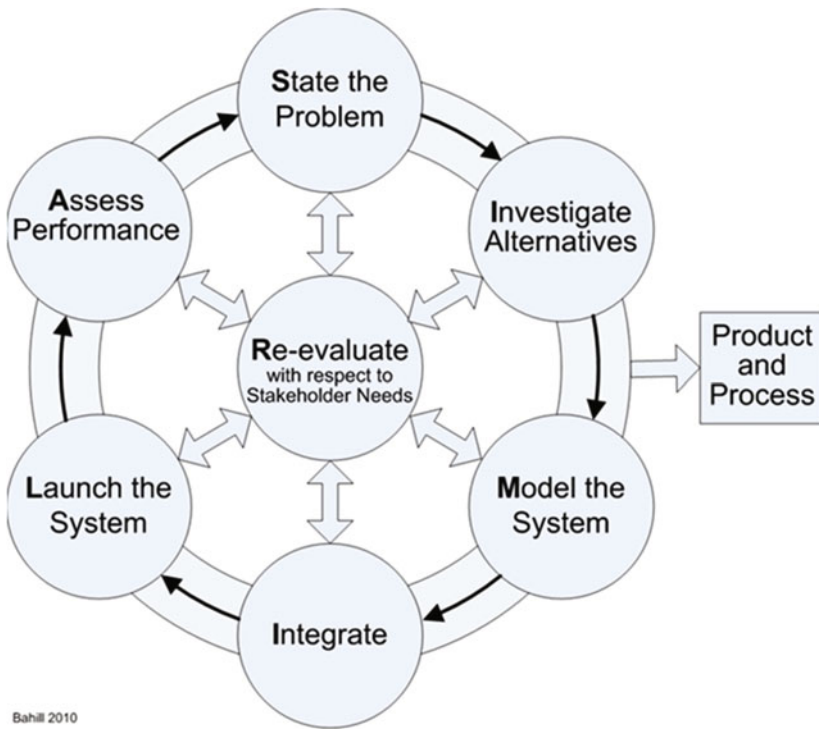 State the
Problem
Investigate
Alternatives
Model the
System
Integrate
Launch the
System
Assess
Performance
Re-evaluate
with respect to
Stakeholder Needs
Product
and
Process
Bahill 2010